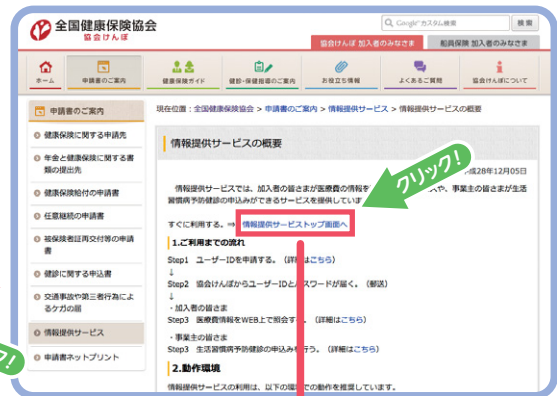 全国健康保険協会
協会けんぽ
Google カスタム検索
検索
協会けんぽ 加入者のみなさま
船員保険 加入者のみなさま
ホーム
申請書のご案内
健康保険ガイド
健診・保健指導のご案内
お役立ち情報
よくあるご質問
協会けんぽについて
申請書のご案内
健康保険に関する申請先
年金と健康保険に関する書
類の提出先
健康保険給付の申請書
任意継続の申請書
被保険者証再交付等の申請
書
健診に関する申込書
交通事故や第三者行為によ
るケガの届
情報提供サービス
申請書ネットプリント
現在位置：全国健康保険協会 > 申請書のご案内 > 情報提供サービス > 情報提供サービスの概要
情報提供サービスの概要
クリック!
成28年12月05日
情報提供サービスでは、加入者の皆さまが医療費の情報を
や、事業主の皆さまが生活
習慣病予防健診の申込みができるサービスを提供していま
すぐに利用する。⇒ 情報提供サービストップ画面へ
1.ご利用までの流れ
Step1 ユーザーIDを申請する。（詳 はこちら）
↓
Step2 協会けんぽからユーザーIDと スワードが届く。（郵送）
↓
・加入者の皆さま
Step3 医療費情報をWEB上で照会す 。（詳細はこちら）
・事業主の皆さま
Step3 生活習慣病予防健診の申込みを 行う。（詳細はこちら）
2.動作環境
情報提供サービスの利用は、以下の環 での動作を推奨しています。